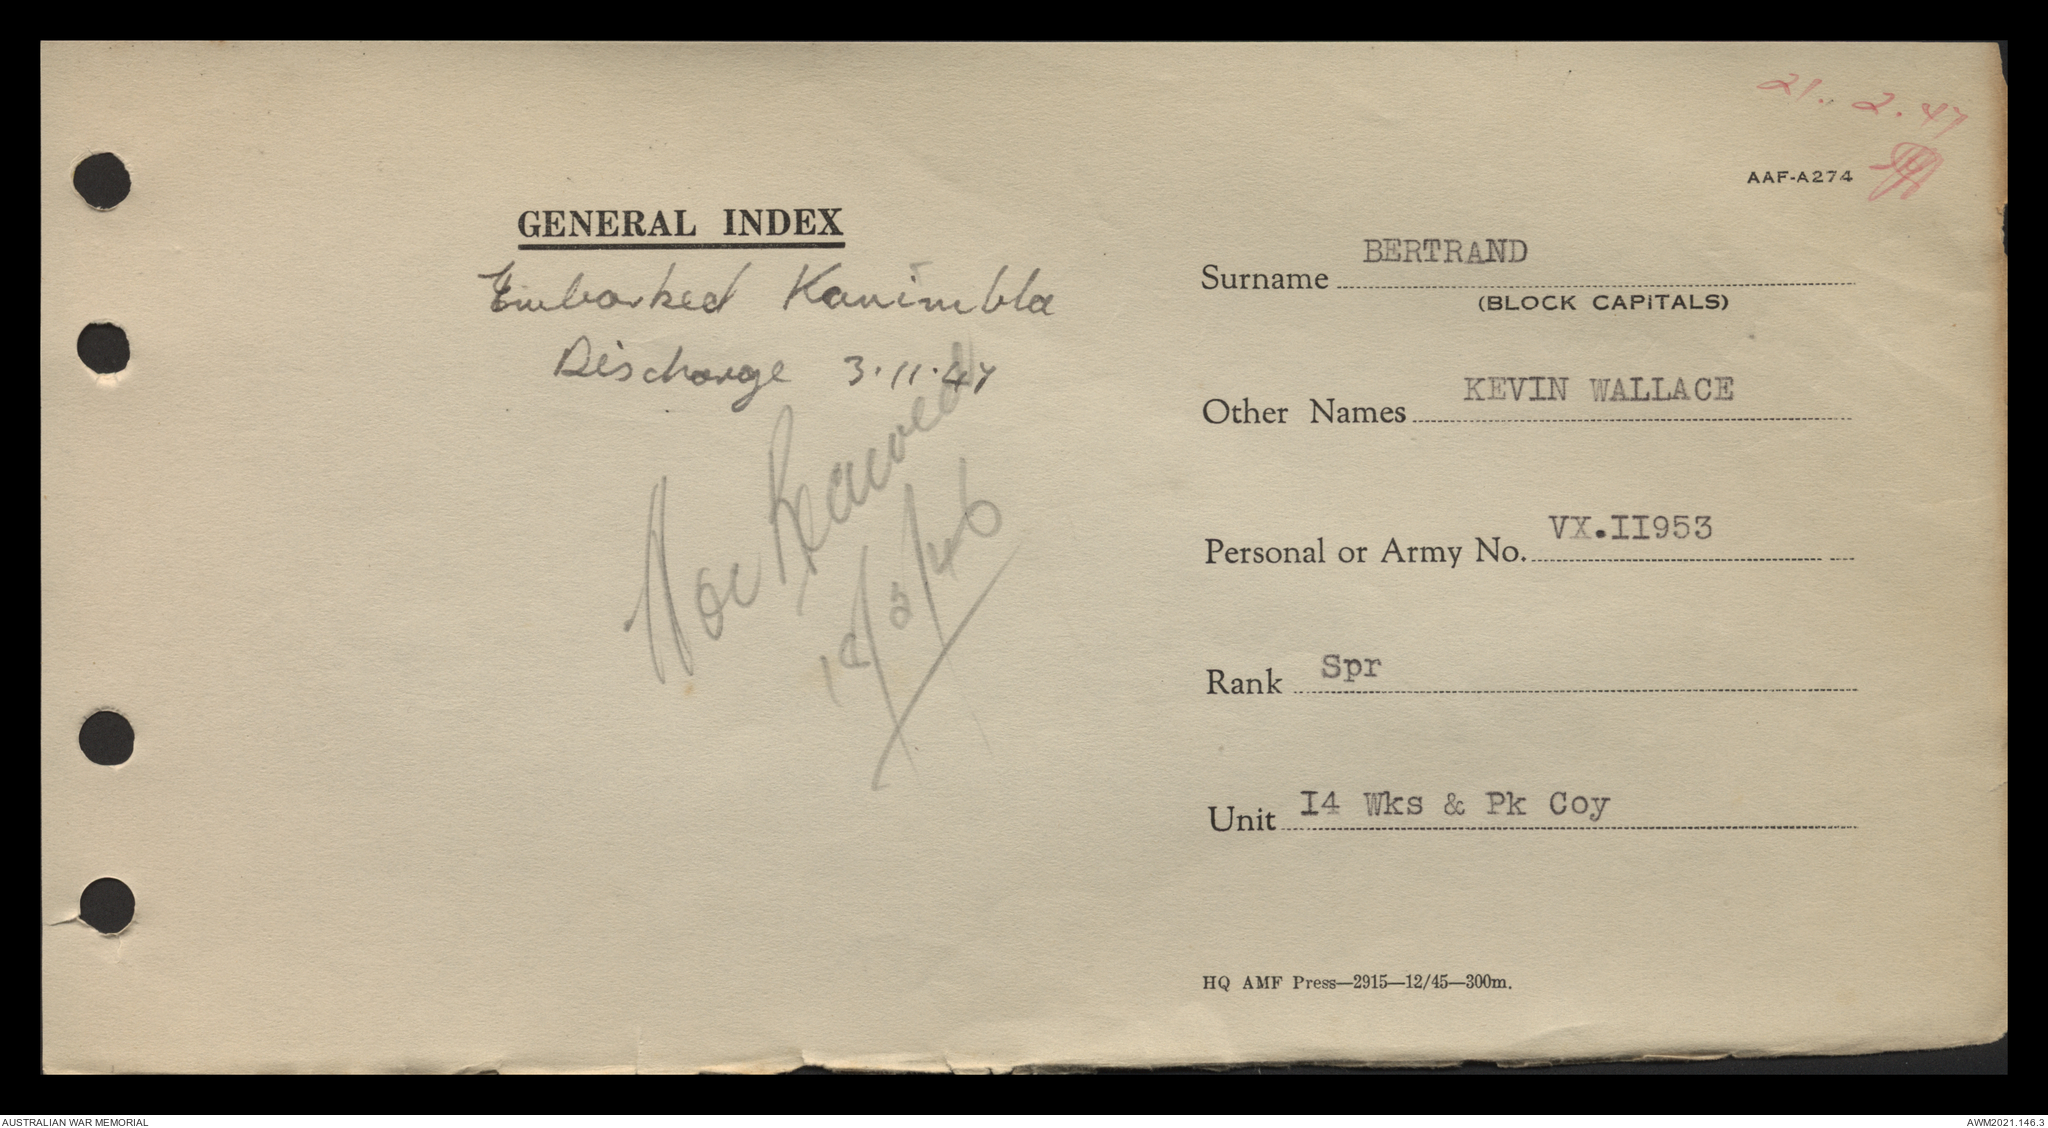 21.2.47
AAF-A274
GENERAL INDEX
Embarked Kanimbla
Discharge 3.11.47
Surname BERTRAND
(BLOCK CAPITALS)
Other Names KEVIN WALLACE
Personal or Army No. VX.II953
Rank Spr
Unit I4 Wks & Pk Coy
HQ AMF Press—2915—12/45—300m.
AUSTRALIAN WAR MEMORIAL
AWM2021.146.3